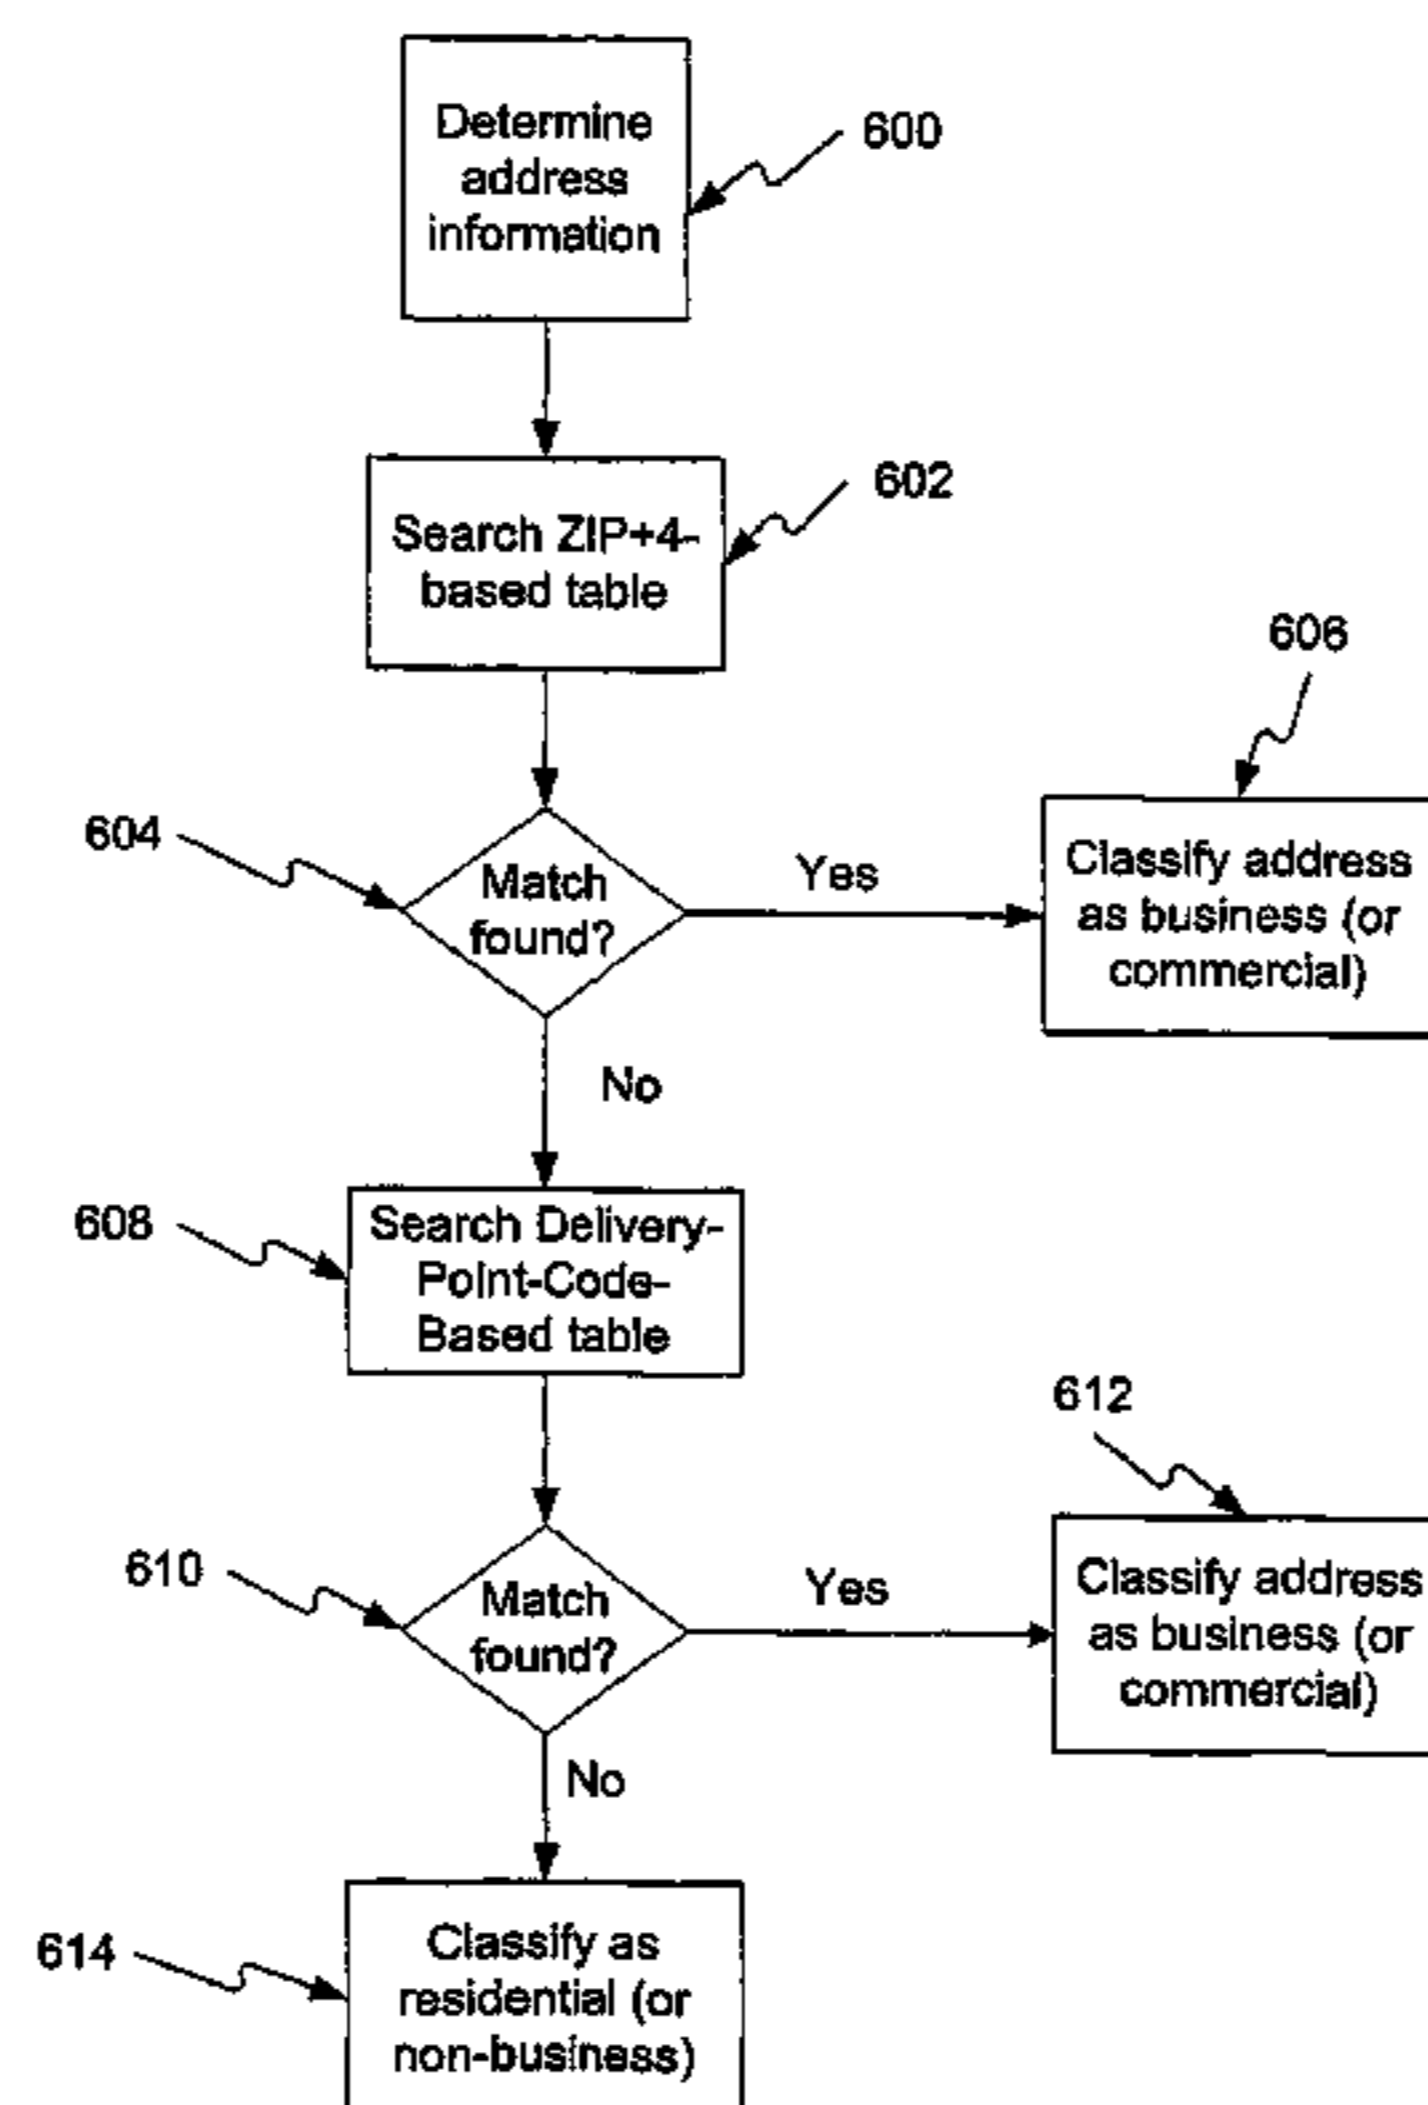 Determine
address
information
600
Search ZIP+4-
based table
602
604
Match
found?
Yes
606
Classify address
as business (or
commercial)
No
608
Search Delivery-
Point-Code-
Based table
610
Match
found?
Yes
612
Classify address
as business (or
commercial)
No
614
Classify as
residential (or
non-business)